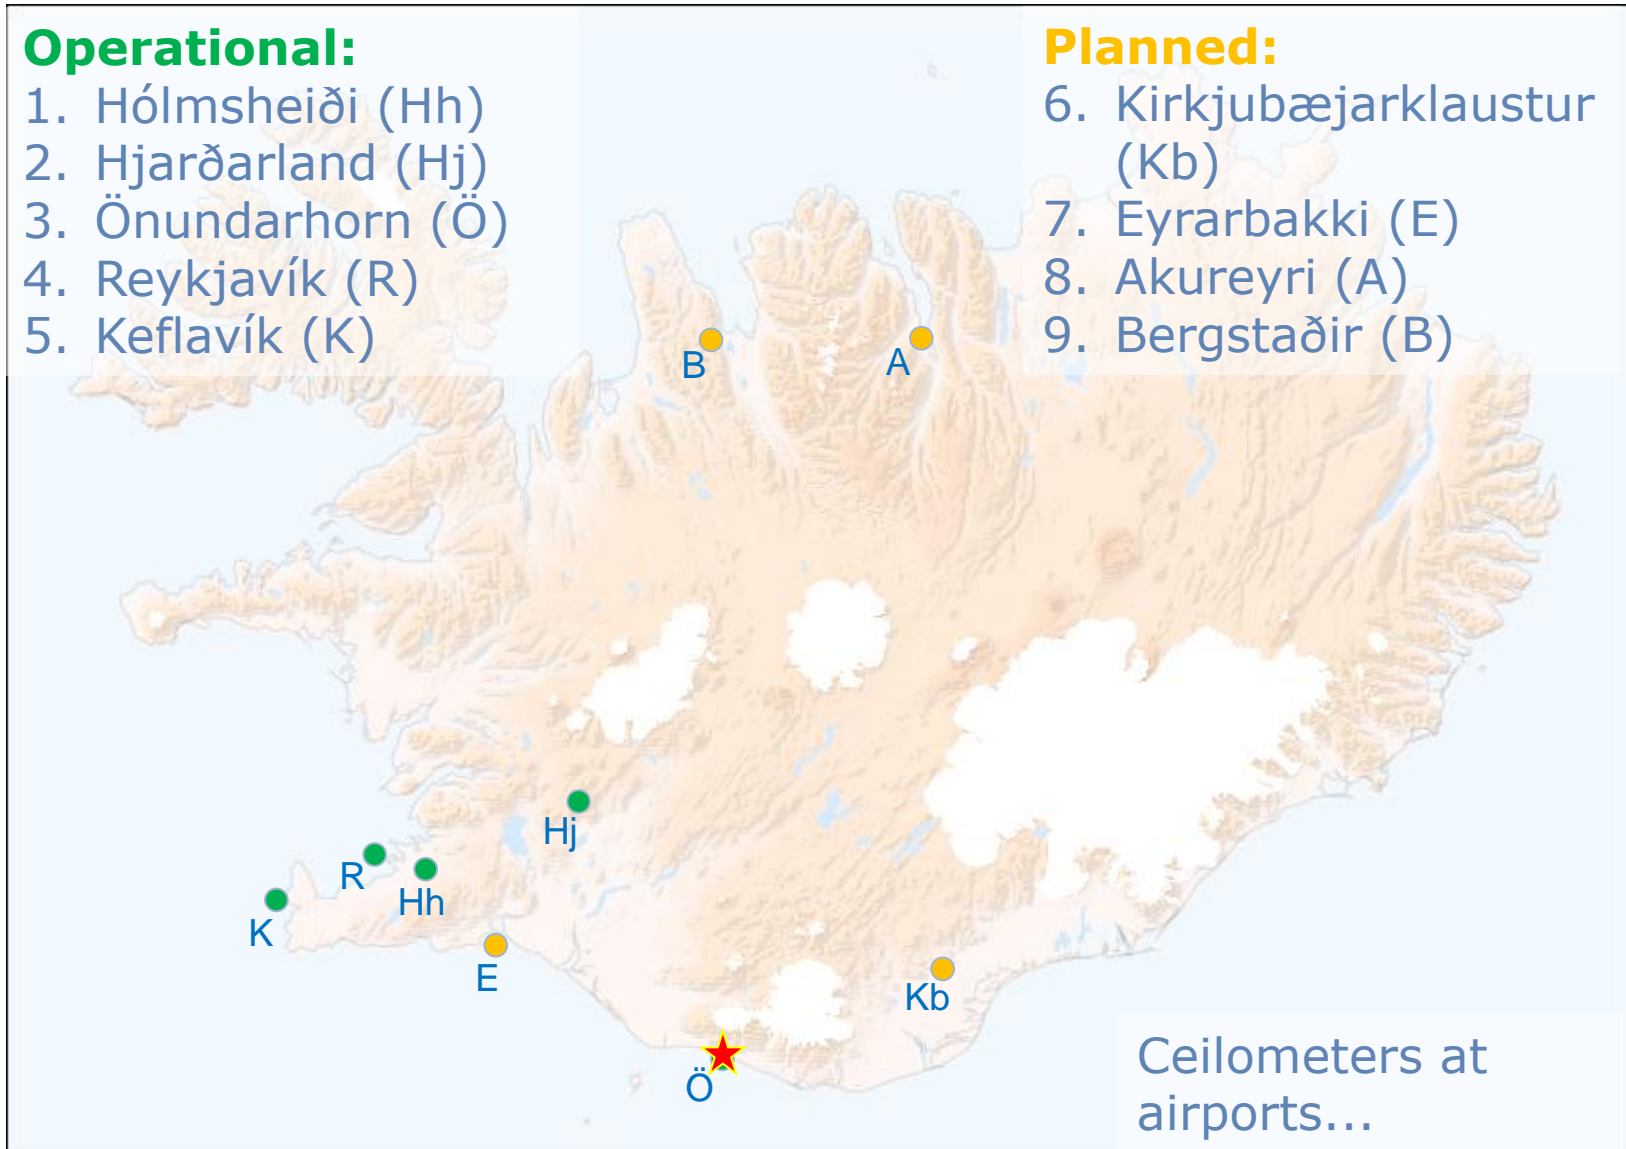 Operational:
1. Hólmsheiði (Hh)
2. Hjarðarland (Hj)
3. Önundarhorn (Ö)
4. Reykjavík (R)
5. Keflavík (K)
Planned:
6. Kirkjubæjarklaustur
(Kb)
7. Eyrarbakki (E)
8. Akureyri (A)
9. Bergstaðir (B)
B
A
Hj
R
Hh
K
E
Kb
Ö
Ceilometers at
airports...